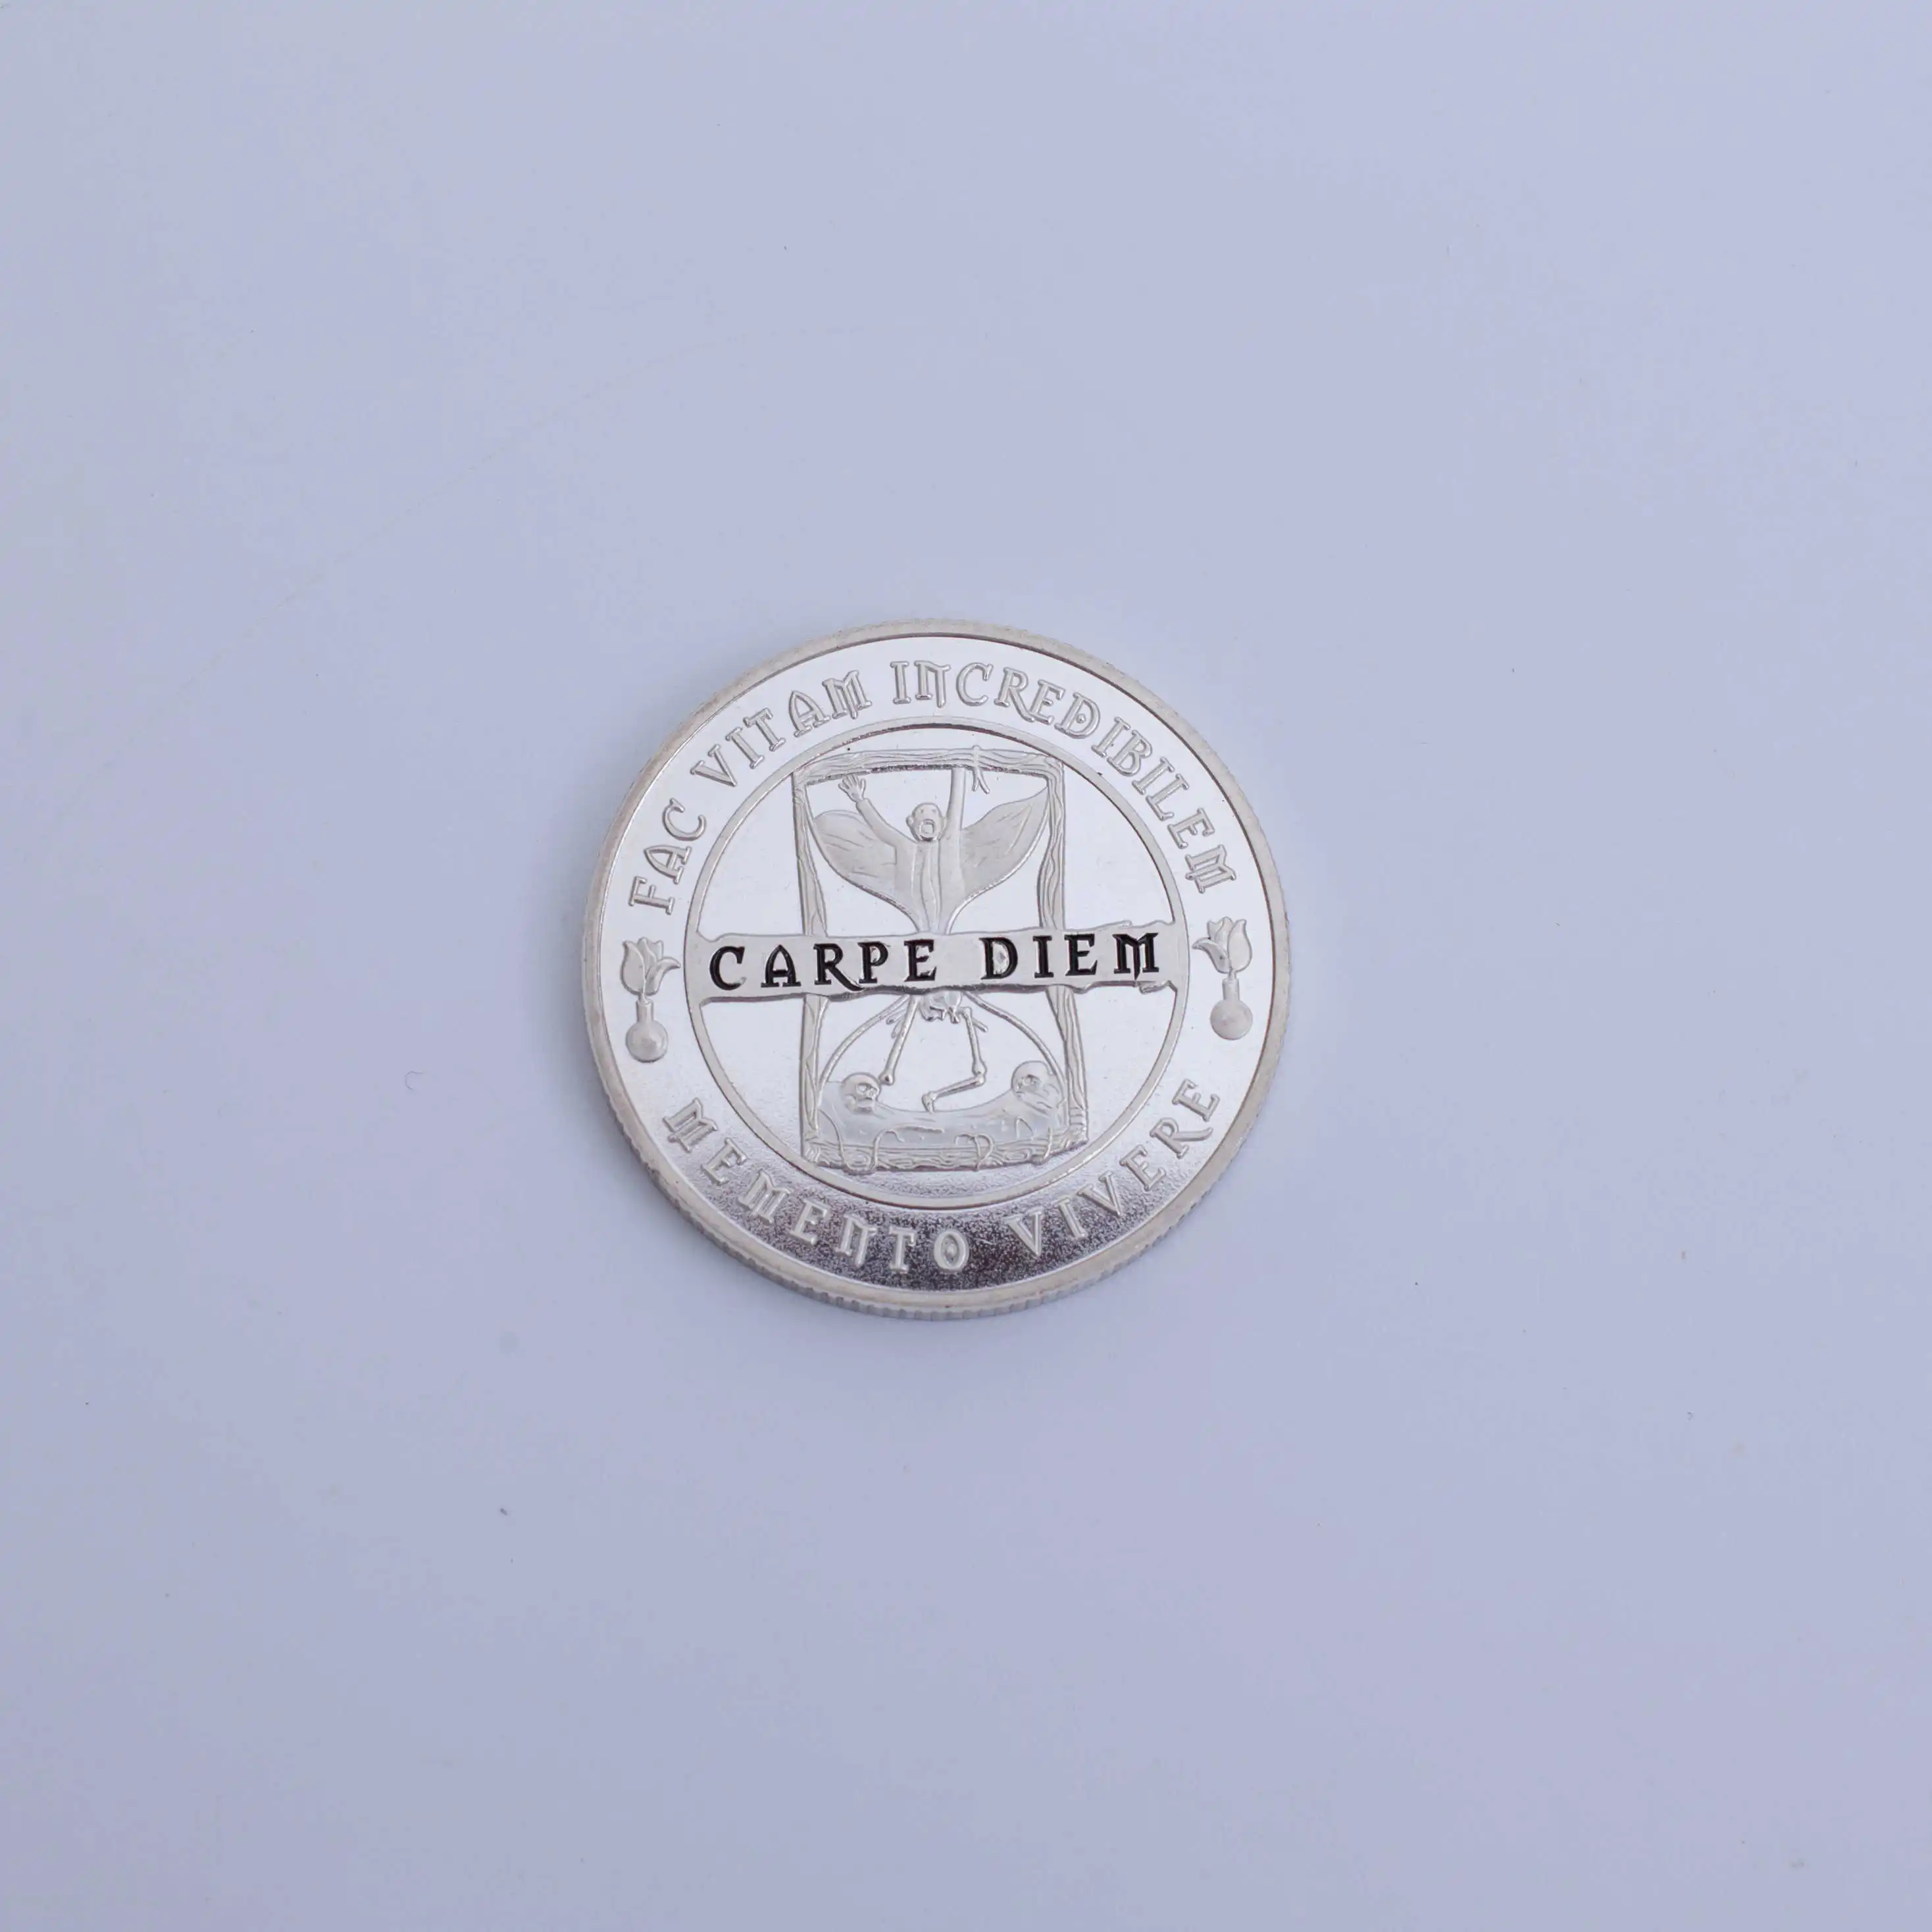 FAC VITAM INCREDIBILEM
CARPE DIEM
MEMENTO VIVERE